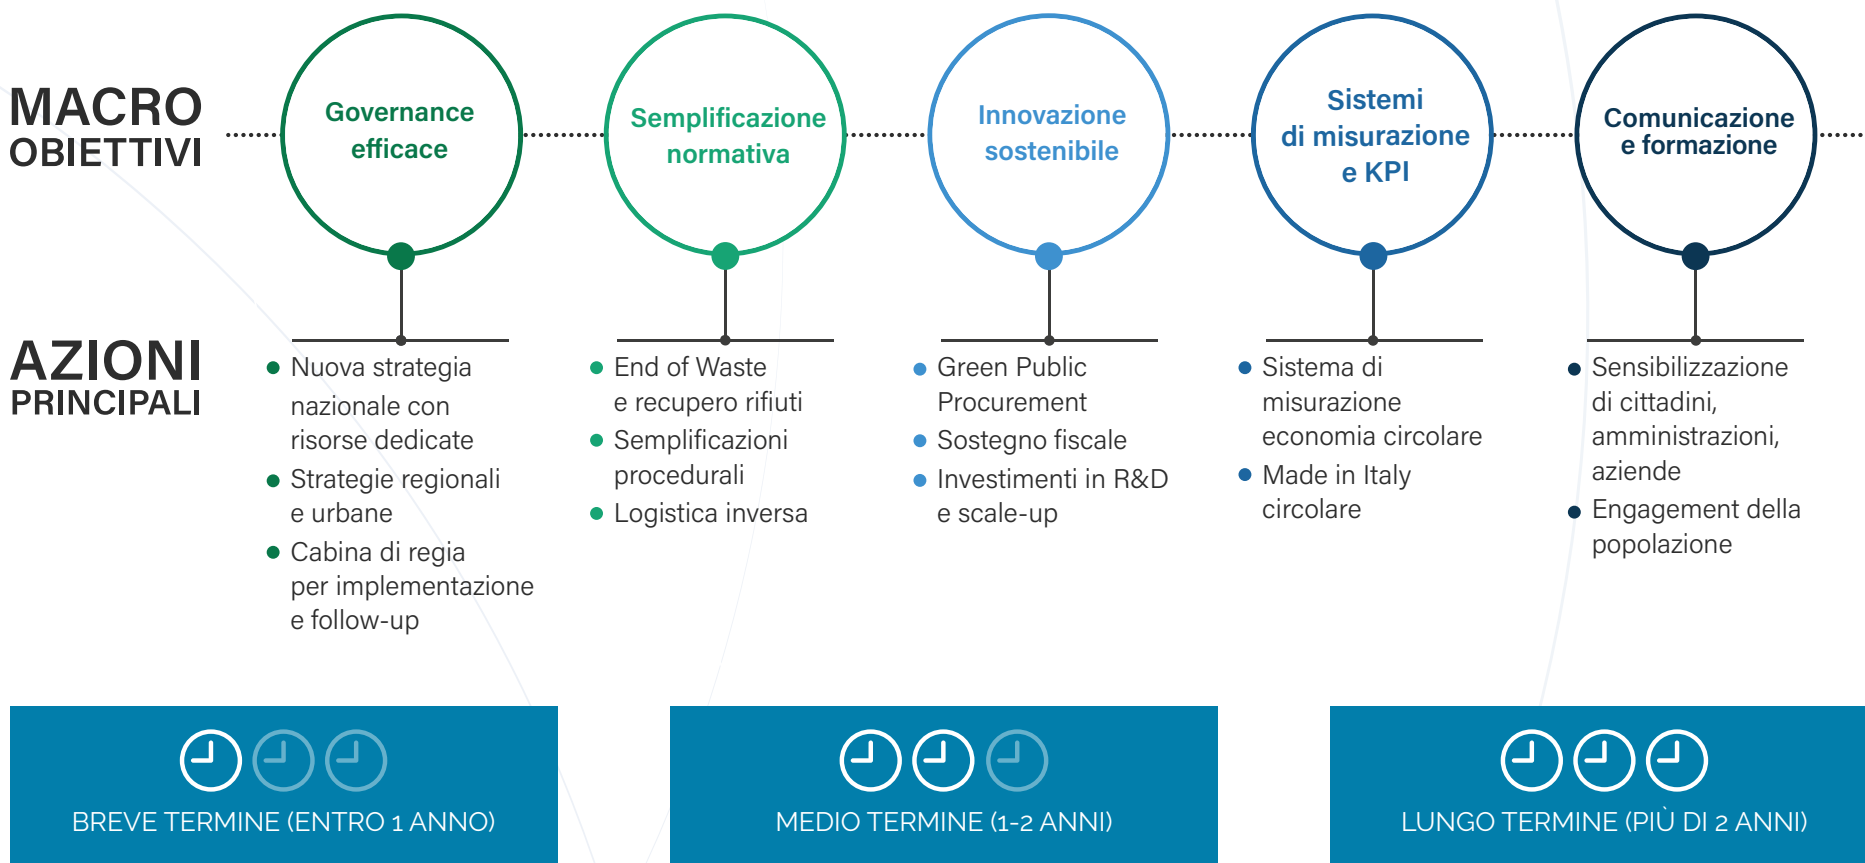 MACRO
OBIETTIVI
Governance
efficace
Semplificazione
normativa
Innovazione
sostenibile
Sistemi
di misurazione
e KPI
Comunicazione
e formazione
AZIONI
PRINCIPALI
Nuova strategia
nazionale con
risorse dedicate
Strategie regionali
e urbane
Cabina di regia
per implementazione
e follow-up
End of Waste
e recupero rifiuti
Semplificazioni
procedurali
Logistica inversa
Green Public
Procurement
Sostegno fiscale
Investimenti in R&D
e scale-up
Sistema di
misurazione
economia circolare
Made in Italy
circolare
Sensibilizzazione
di cittadini,
amministrazioni,
aziende
Engagement della
popolazione
BREVE TERMINE (ENTRO 1 ANNO)
MEDIO TERMINE (1-2 ANNI)
LUNGO TERMINE (PIÙ DI 2 ANNI)